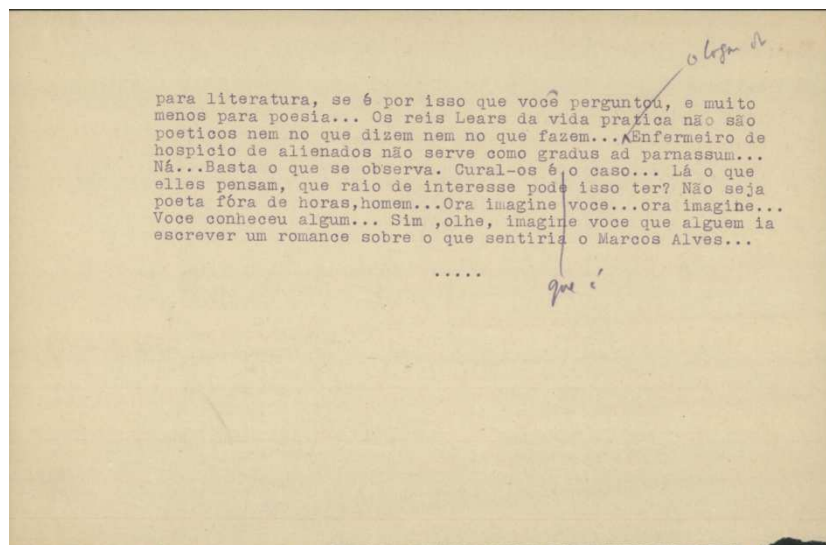 o logar de
para literatura, se é por isso que você perguntou, e muito
menos para poesia... Os reis Lears da vida pratica não são
poeticos nem no que dizem nem no que fazem... Enfermeiro de
hospicio de alienados não serve como gradus ad parnassum...
Ná...Basta o que se observa. Cural-os é o caso... Lá o que
elles pensam, que raio de interesse pode isso ter? Não seja
poeta fóra de horas,homem...Ora imagine voce...ora imagine...
Voce conheceu algum... Sim ,olhe, imagine voce que alguem ia
escrever um romance sobre o que sentiria o Marcos Alves...
.....
que é